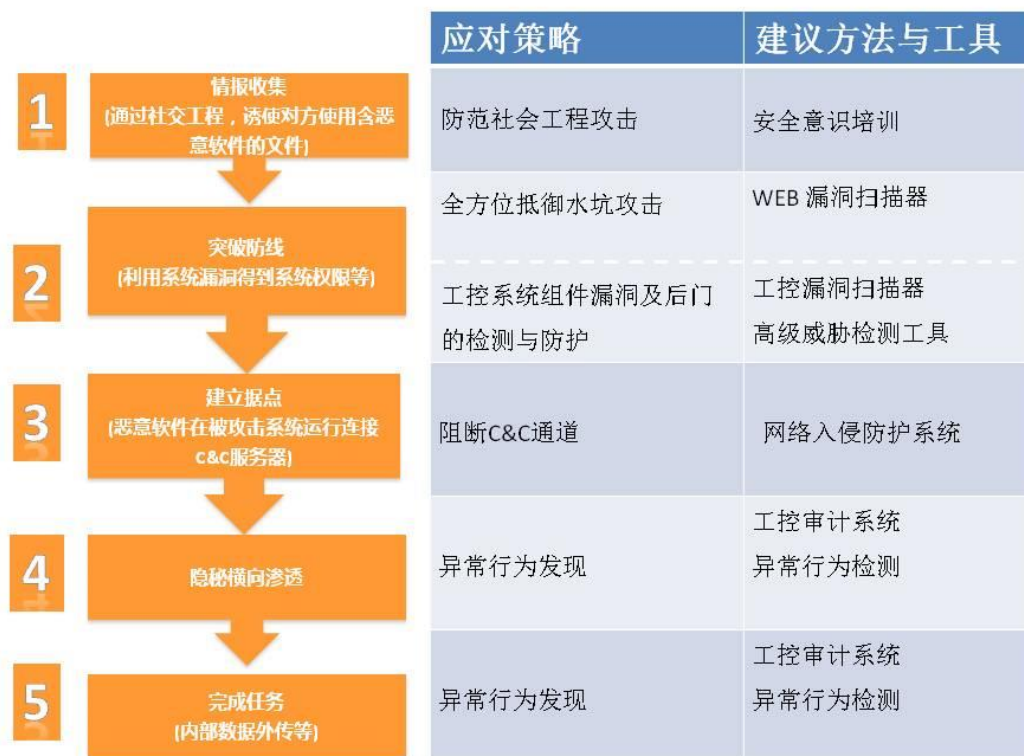 应对策略
建议方法与工具
1
情报收集
(通过社交工程，诱使对方使用含恶
意软件的文件)
防范社会工程攻击
安全意识培训
2
突破防线
(利用系统漏洞得到系统权限等)
全方位抵御水坑攻击
WEB 漏洞扫描器
工控系统组件漏洞及后门
的检测与防护
工控漏洞扫描器
高级威胁检测工具
3
建立据点
(恶意软件在被攻击系统运行连接
C&C服务器)
阻断C&C通道
网络入侵防护系统
4
隐秘横向渗透
异常行为发现
工控审计系统
异常行为检测
5
完成任务
(内部数据外传等)
异常行为发现
工控审计系统
异常行为检测